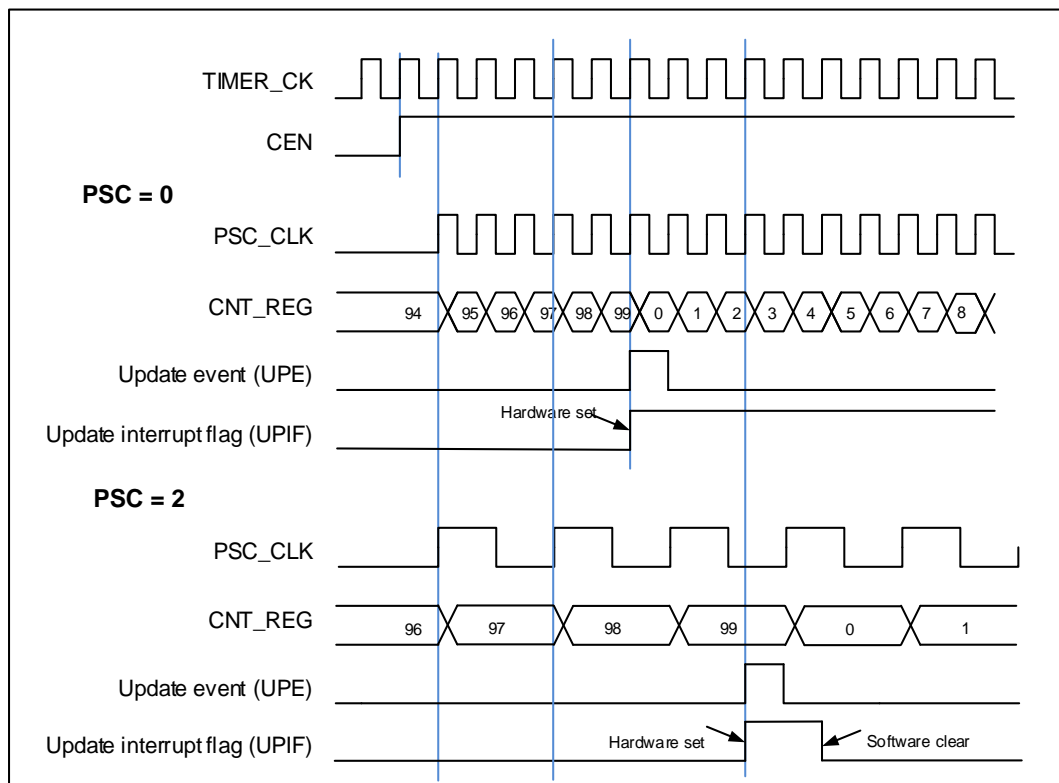 TIMER_CK
CEN
PSC = 0
PSC_CLK
CNT_REG 94 95 96 97 98 99 0 1 2 3 4 5 6 7 8
Update event (UPE)
Hardware set
Update interrupt flag (UPIF)
PSC = 2
PSC_CLK
CNT_REG 96 97 98 99 0 1
Update event (UPE)
Update interrupt flag (UPIF) Hardware set Software clear